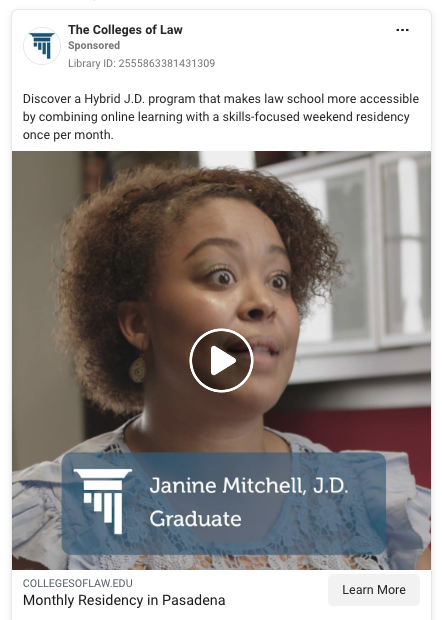 The Colleges of Law
Sponsored
Library ID: 2555863381431309
Discover a Hybrid J.D. program that makes law school more accessible
by combining online learning with a skills-focused weekend residency
once per month.
Janine Mitchell, J.D.
Graduate
COLLEGESOFLAW.EDU
Monthly Residency in Pasadena
Learn More